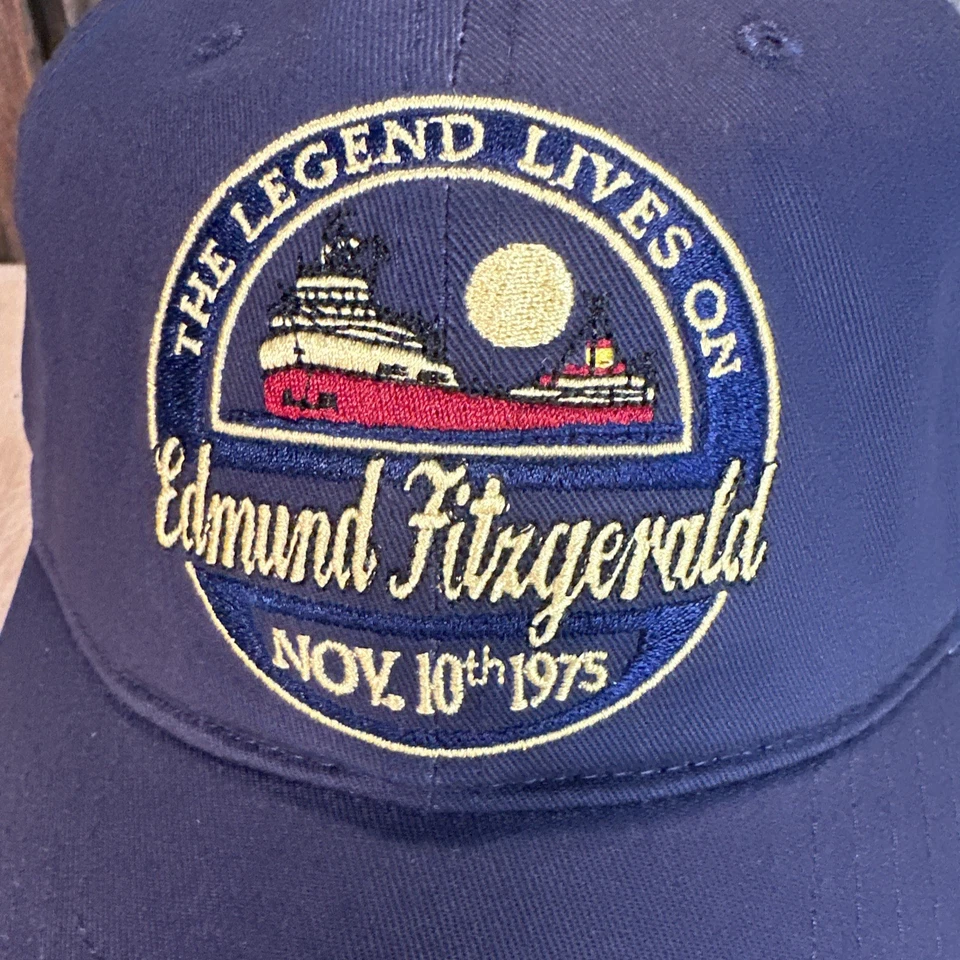 THE LEGEND LIVES ON
Edmund Fitzgerald
NOV. 10th 1975